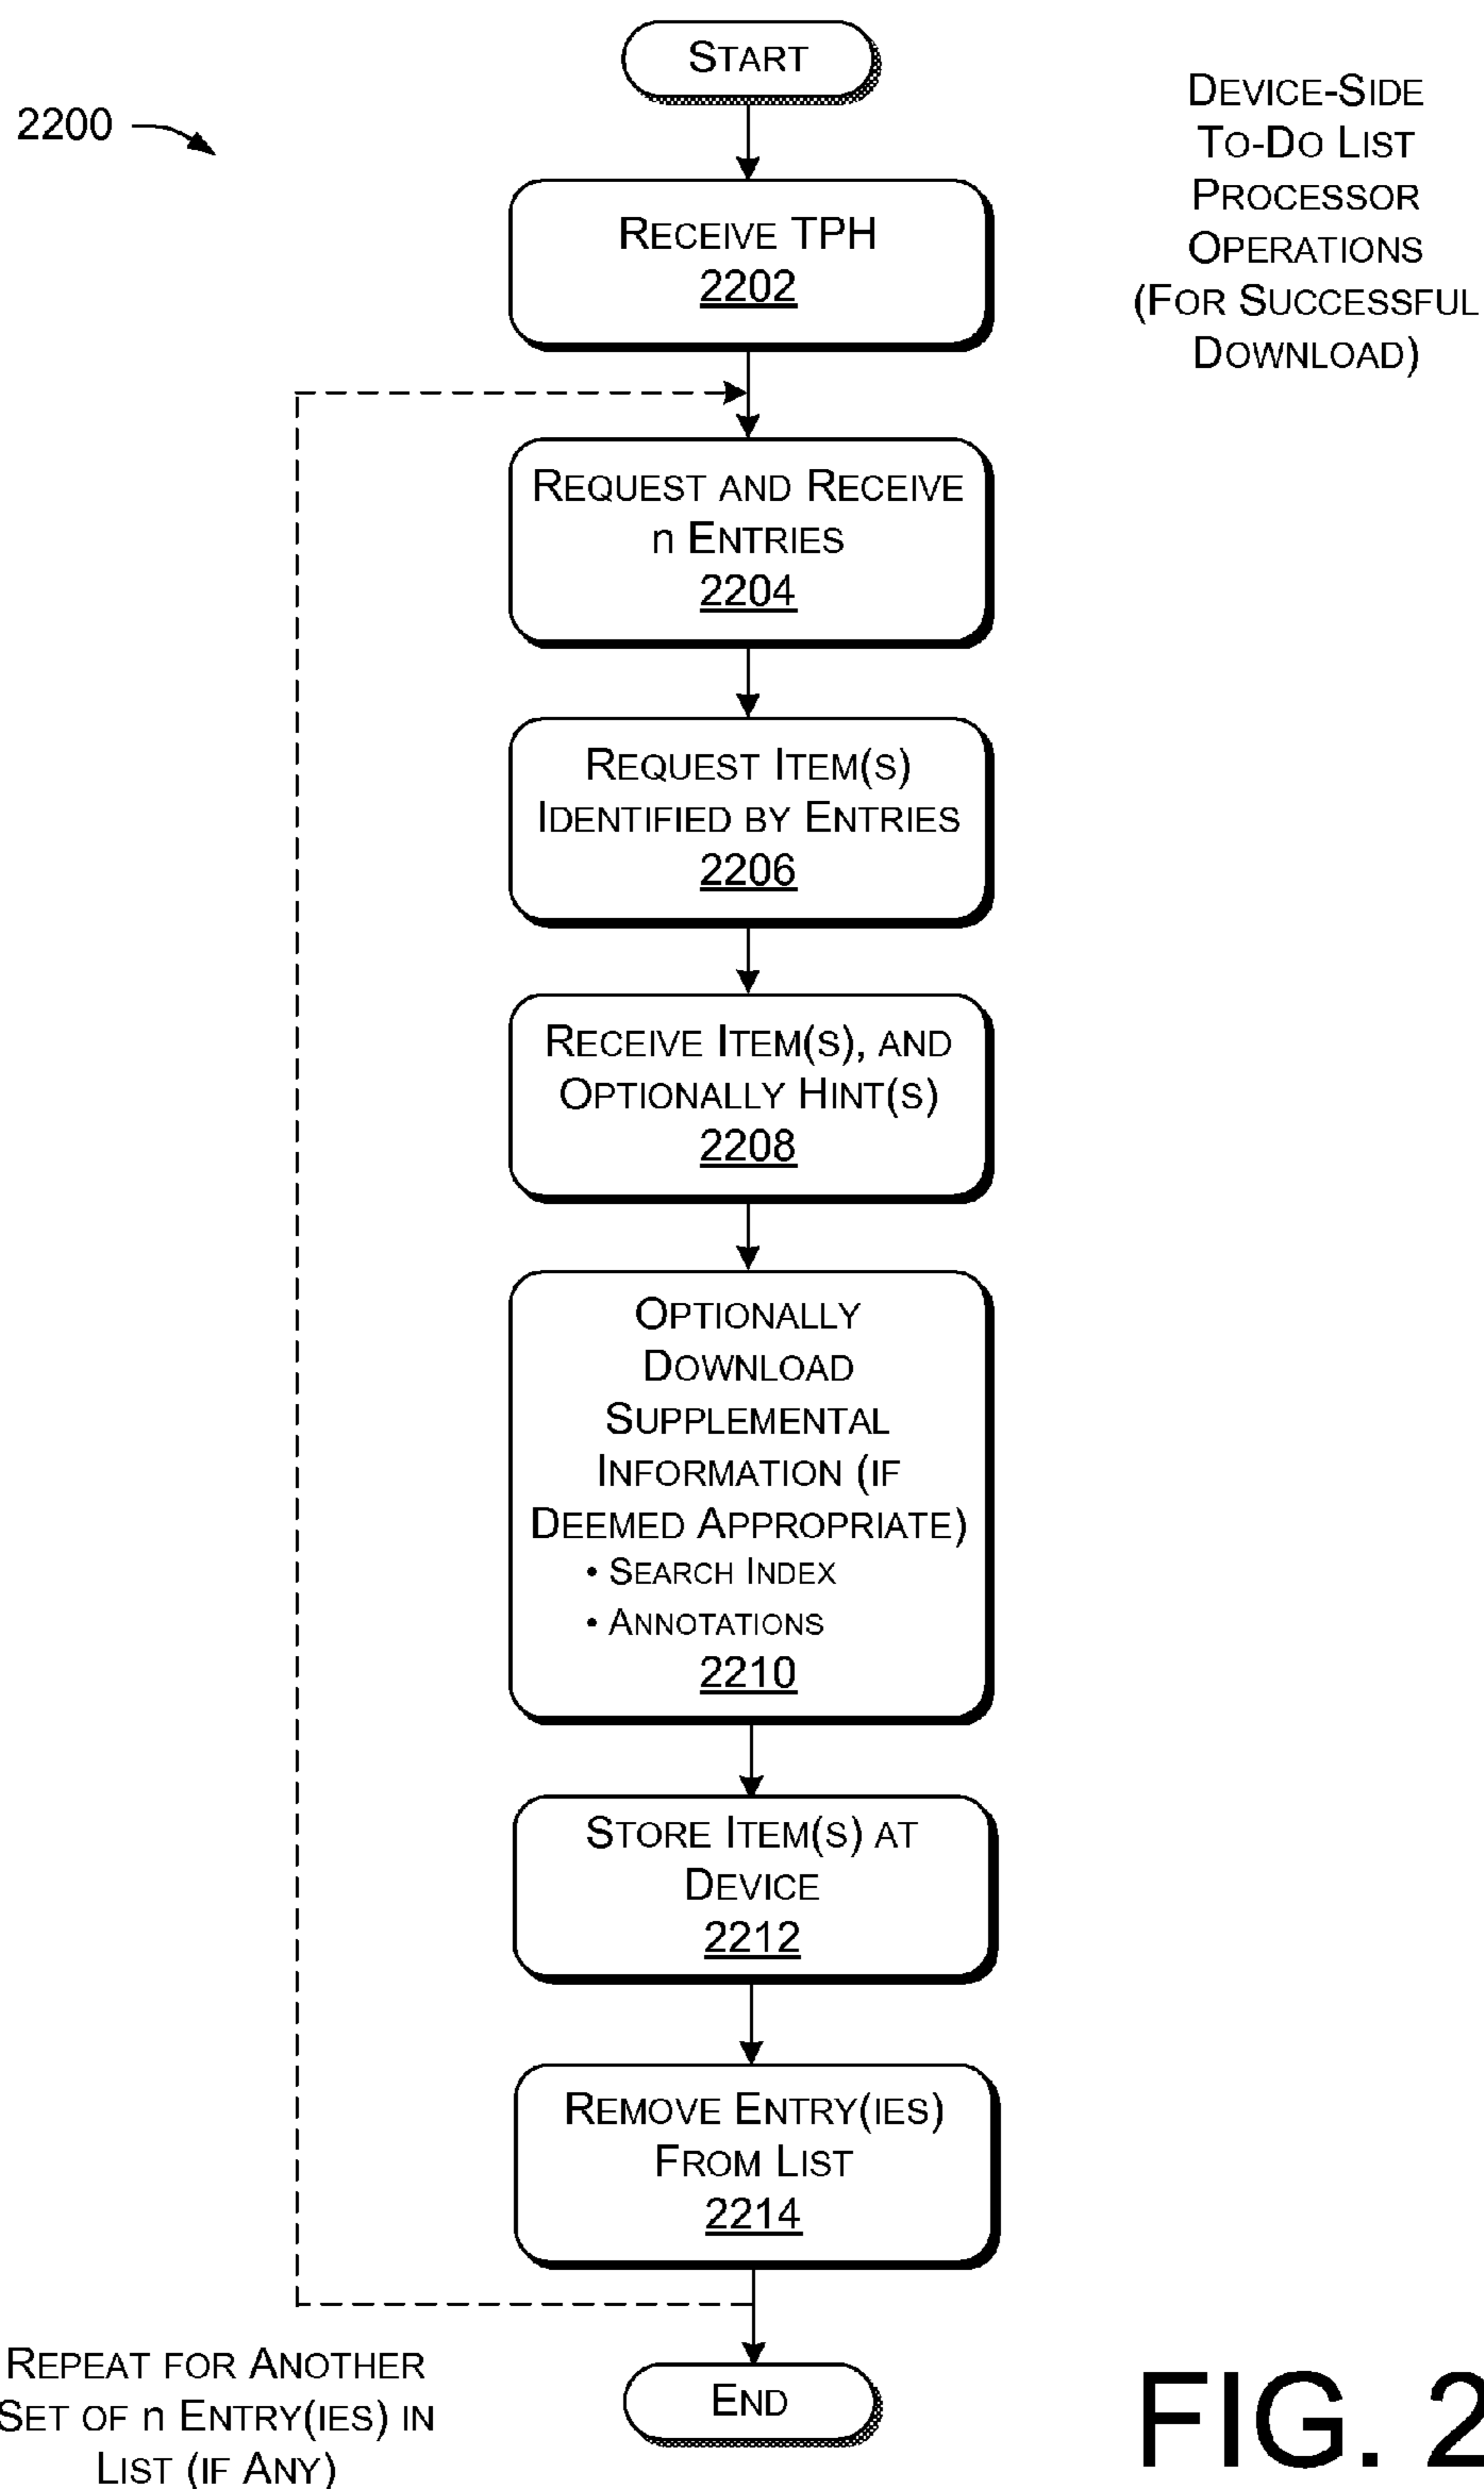 START
2200
DEVICE-SIDE
TO-DO LIST
PROCESSOR
OPERATIONS
(FOR SUCCESSFUL
DOWNLOAD)
RECEIVE TPH
2202
REQUEST AND RECEIVE
n ENTRIES
2204
REQUEST ITEM(S)
IDENTIFIED BY ENTRIES
2206
RECEIVE ITEM(S), AND
OPTIONALLY HINT(S)
2208
OPTIONALLY
DOWNLOAD
SUPPLEMENTAL
INFORMATION (IF
DEEMED APPROPRIATE)
• SEARCH INDEX
• ANNOTATIONS
2210
STORE ITEM(S) AT
DEVICE
2212
REMOVE ENTRY(IES)
FROM LIST
2214
REPEAT FOR ANOTHER
SET OF n ENTRY(IES) IN
LIST (IF ANY)
END
FIG. 2